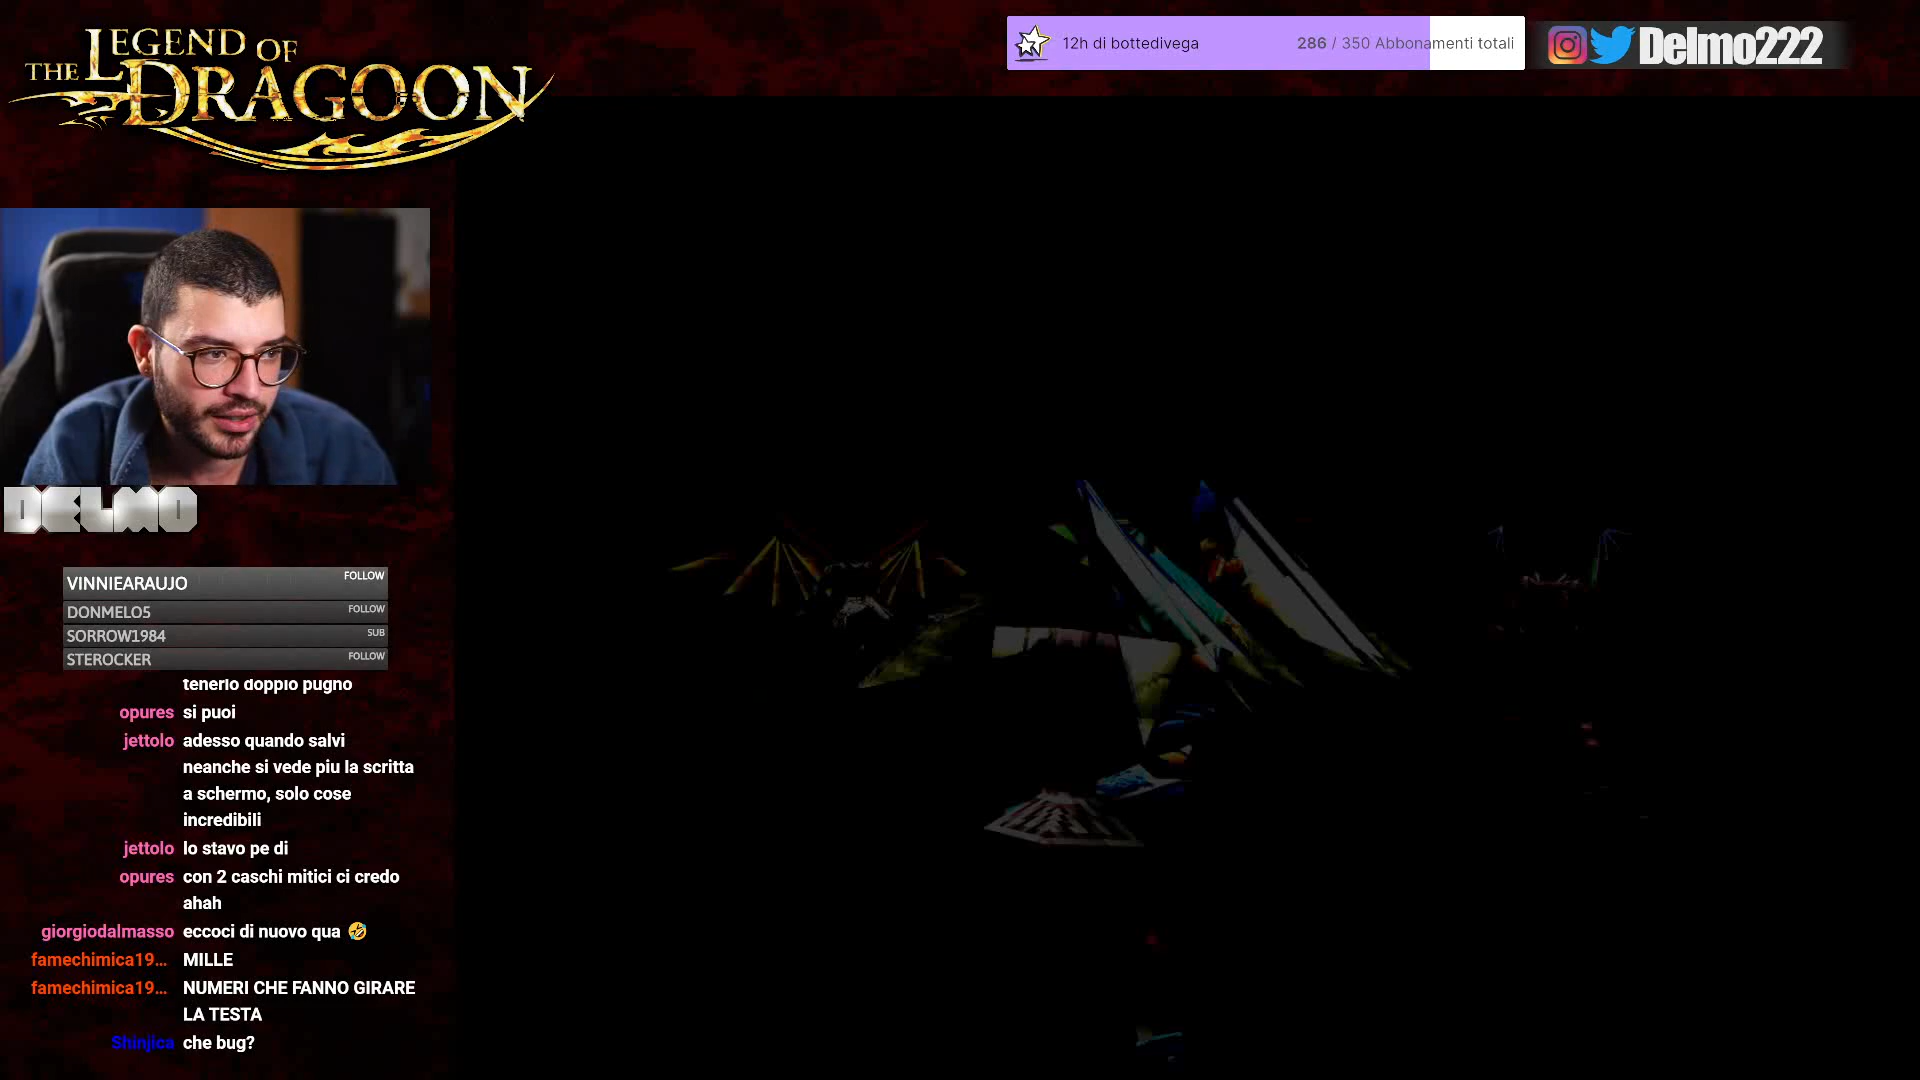 THE LEGEND OF
DRAGOON
12h di bottedivega
286 / 350 Abbonamenti totali
Delmo222
DELMO
VINNIEARAUJO FOLLOW
DONMELO5 FOLLOW
SORROW1984 SUB
STEROCKER FOLLOW
tenerlo doppio pugno
opures si puoi
jettolo adesso quando salvi
neanche si vede piu la scritta
a schermo, solo cose
incredibili
jettolo lo stavo pe di
opures con 2 caschi mitici ci credo
ahah
giorgiodalmasso eccoci di nuovo qua 🤣
famechimica19... MILLE
famechimica19... NUMERI CHE FANNO GIRARE
LA TESTA
Shinjica che bug?